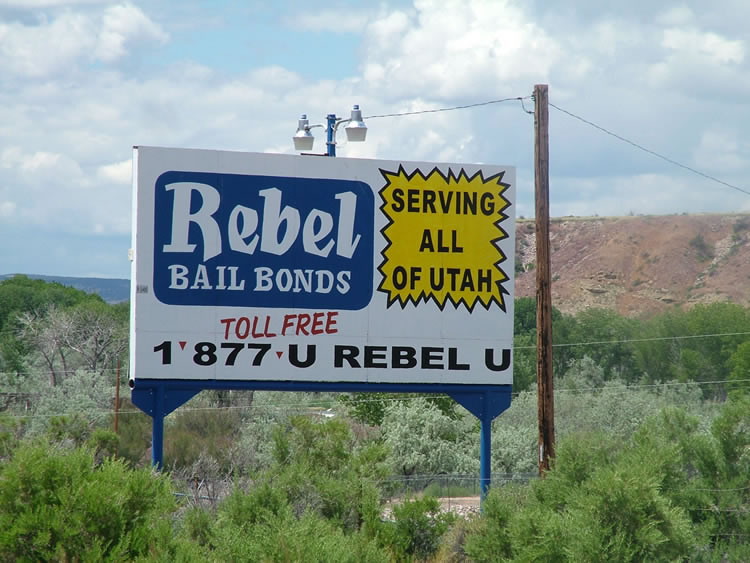 Rebel
BAIL BONDS
SERVING
ALL
OF UTAH
TOLL FREE
1▾877▾U REBEL U